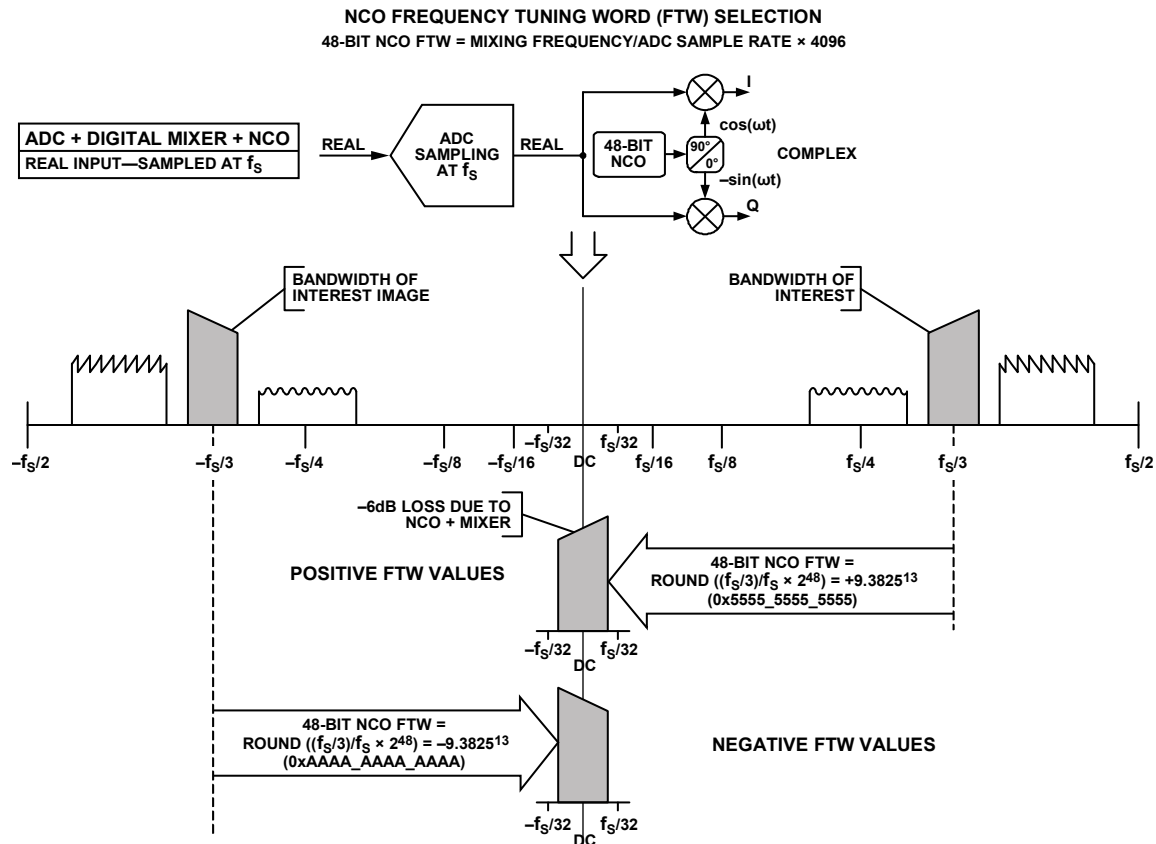 NCO FREQUENCY TUNING WORD (FTW) SELECTION
48-BIT NCO FTW = MIXING FREQUENCY/ADC SAMPLE RATE × 4096
ADC + DIGITAL MIXER + NCO
REAL INPUT—SAMPLED AT fS
REAL
ADC
SAMPLING
AT fS
REAL
48-BIT
NCO
90°
0°
I
cos(ωt)
COMPLEX
–sin(ωt)
Q
BANDWIDTH OF
INTEREST IMAGE
BANDWIDTH OF
INTEREST
–fS/2
–fS/3
–fS/4
–fS/8
–fS/16
–fS/32
DC
fS/32
fS/16
fS/8
fS/4
fS/3
fS/2
–6dB LOSS DUE TO
NCO + MIXER
POSITIVE FTW VALUES
48-BIT NCO FTW =
ROUND ((fS/3)/fS × 2^48) = +9.3825^13
(0x5555_5555_5555)
–fS/32
DC
fS/32
48-BIT NCO FTW =
ROUND ((fS/3)/fS × 2^48) = –9.3825^13
(0xAAAA_AAAA_AAAA)
NEGATIVE FTW VALUES
–fS/32
DC
fS/32